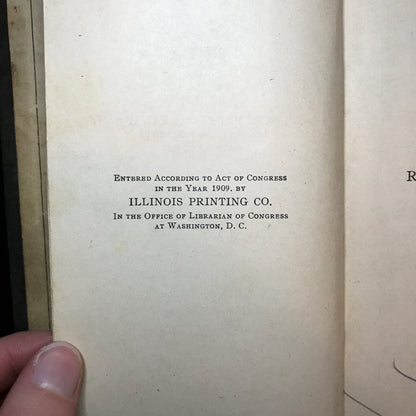 Entered According to Act of Congress
in the Year 1909. by
ILLINOIS PRINTING CO.
In the Office of Librarian of Congress
at Washington, D. C.
R